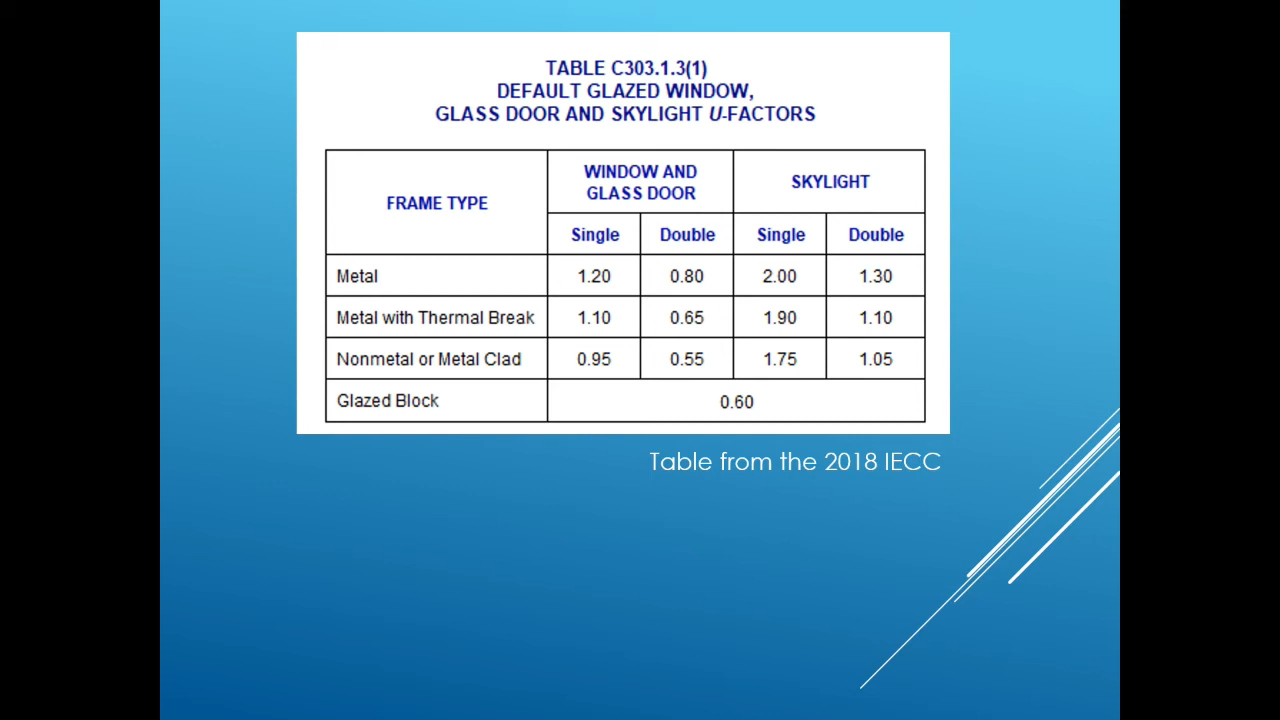 TABLE C303.1.3(1)
DEFAULT GLAZED WINDOW,
GLASS DOOR AND SKYLIGHT U-FACTORS
FRAME TYPE
WINDOW AND
GLASS DOOR
SKYLIGHT
Single Double Single Double
Metal 1.20 0.80 2.00 1.30
Metal with Thermal Break 1.10 0.65 1.90 1.10
Nonmetal or Metal Clad 0.95 0.55 1.75 1.05
Glazed Block 0.60
Table from the 2018 IECC